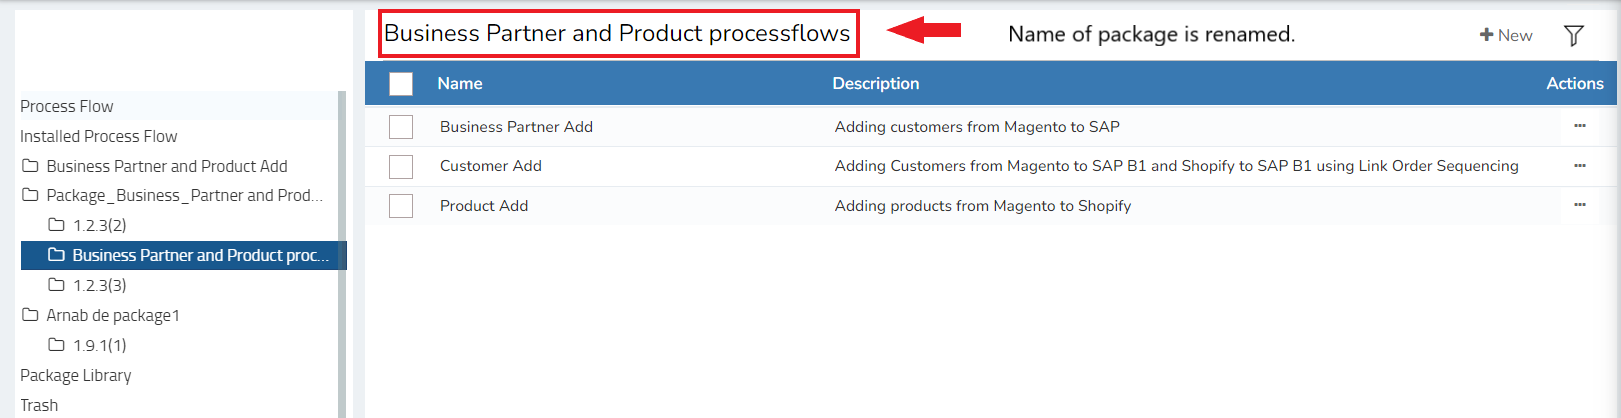 Process Flow
Installed Process Flow
Business Partner and Product Add
Package_Business_Partner and Prod...
1.2.3(2)
Business Partner and Product proc...
1.2.3(3)
Arnab de package1
1.9.1(1)
Package Library
Trash
Business Partner and Product processflows
Name of package is renamed.
New
Name Description Actions
Business Partner Add Adding customers from Magento to SAP
Customer Add Adding Customers from Magento to SAP B1 and Shopify to SAP B1 using Link Order Sequencing
Product Add Adding products from Magento to Shopify